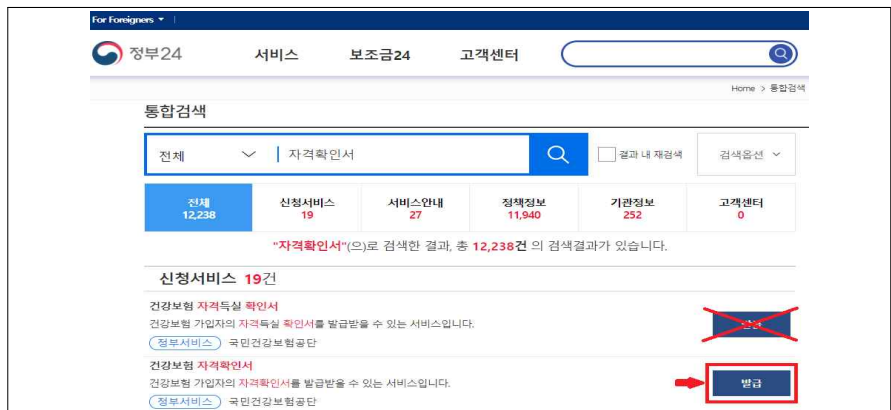 For Foreigners
정부24 서비스 보조금24 고객센터
Home > 통합검색
통합검색
전체 자격확인서 결과 내 재검색 검색옵션
전체 신청서비스 서비스안내 정책정보 기관정보 고객센터
12,238 19 27 11,940 252 0
"자격확인서"(으)로 검색한 결과, 총 12,238건 의 검색결과가 있습니다.
신청서비스 19건
건강보험 자격득실 확인서
건강보험 가입자의 자격득실 확인서를 발급받을 수 있는 서비스입니다.
정부서비스 국민건강보험공단
건강보험 자격확인서
건강보험 가입자의 자격확인서를 발급받을 수 있는 서비스입니다.
발급
정부서비스 국민건강보험공단